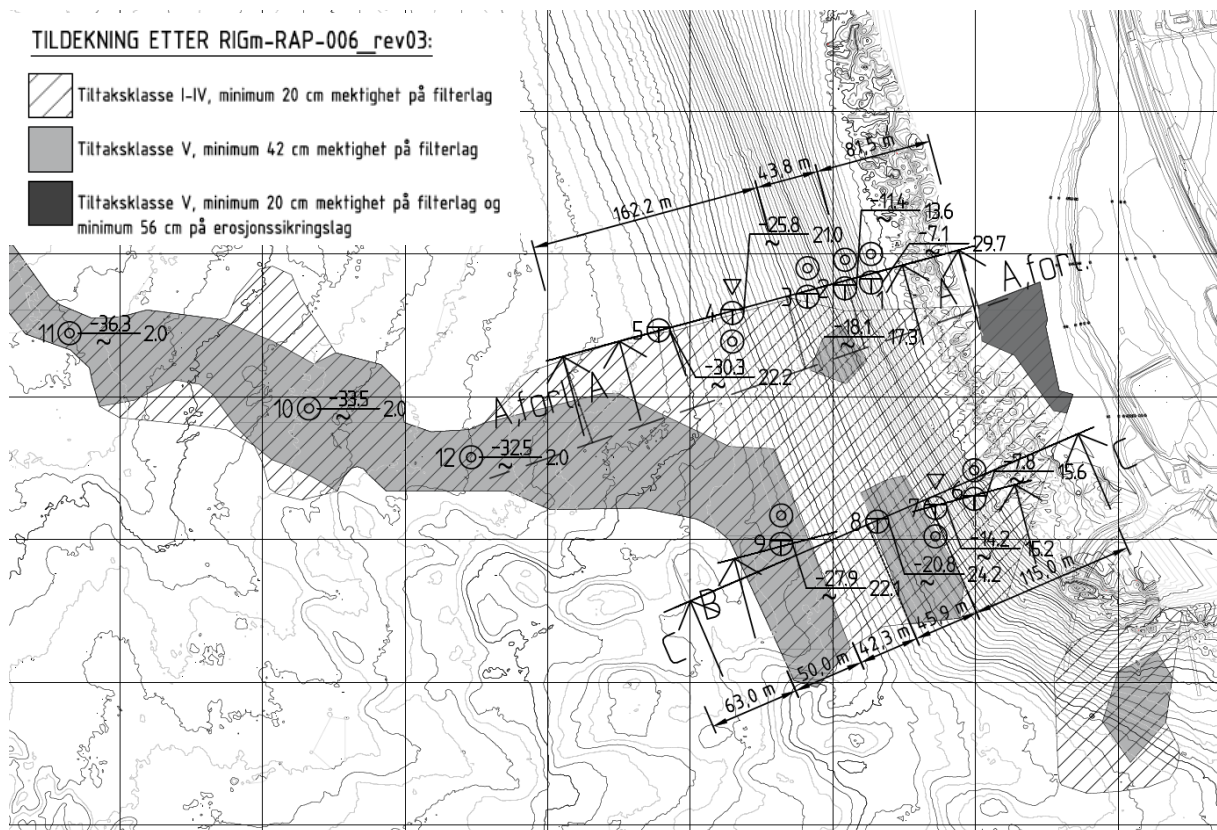 TILDEKNING ETTER RIGm-RAP-006_rev03:
Tiltaksklasse I-IV, minimum 20 cm mektighet på filterlag
Tiltaksklasse V, minimum 42 cm mektighet på filterlag
Tiltaksklasse V, minimum 20 cm mektighet på filterlag og
minimum 56 cm på erosjonssikringslag
162.2 m
43,8 m
81,5 m
-25.8
~ 21.0
-11.4
~ 13.6
-7.1
~ 29.7
A
A,fort.
1
2
3
4
5
-18.1
~ 17.3
-30.3
~ 22.2
11 -36.3
~ 2.0
10 -33.5
~ 2.0
A,fort.
A
12 -32.5
~ 2.0
-7.8
~ 15.6
C
6
7
8
9
-14.2
~ 15.2
-20.8
~ 24.2
-27.9
~ 22.1
B
C
63,0 m
50,0 m
42,3 m
45,9 m
115,0 m